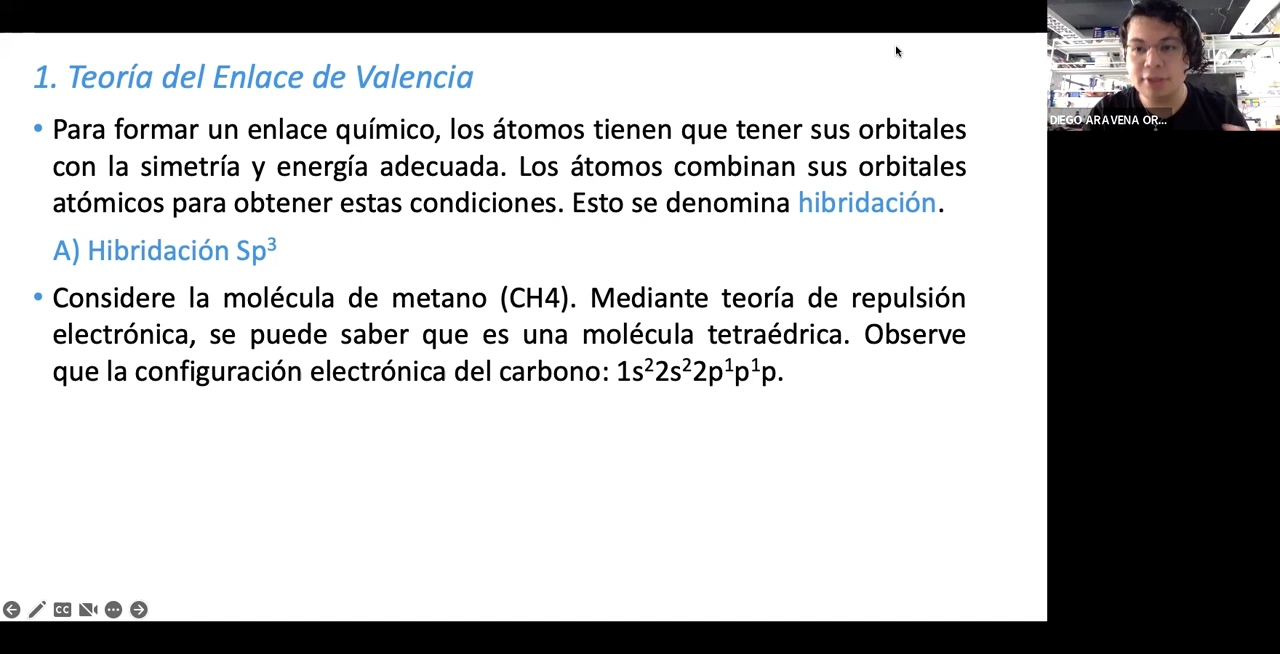 1. Teoría del Enlace de Valencia
• Para formar un enlace químico, los átomos tienen que tener sus orbitales
con la simetría y energía adecuada. Los átomos combinan sus orbitales
atómicos para obtener estas condiciones. Esto se denomina hibridación.
A) Hibridación Sp³
• Considere la molécula de metano (CH4). Mediante teoría de repulsión
electrónica, se puede saber que es una molécula tetraédrica. Observe
que la configuración electrónica del carbono: 1s²2s²2p¹p¹p.
DIEGO ARAVENA OR...
CC